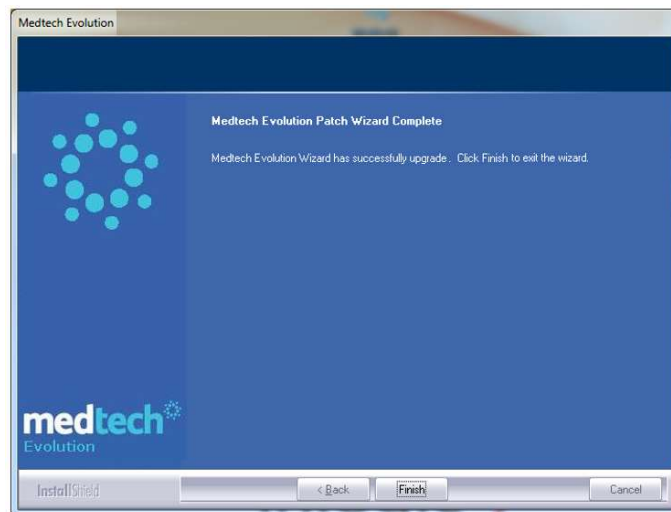 Medtech Evolution
Medtech Evolution Patch Wizard Complete
Medtech Evolution Wizard has successfully upgrade. Click Finish to exit the wizard.
medtech
Evolution
InstallShield
< Back
Finish
Cancel